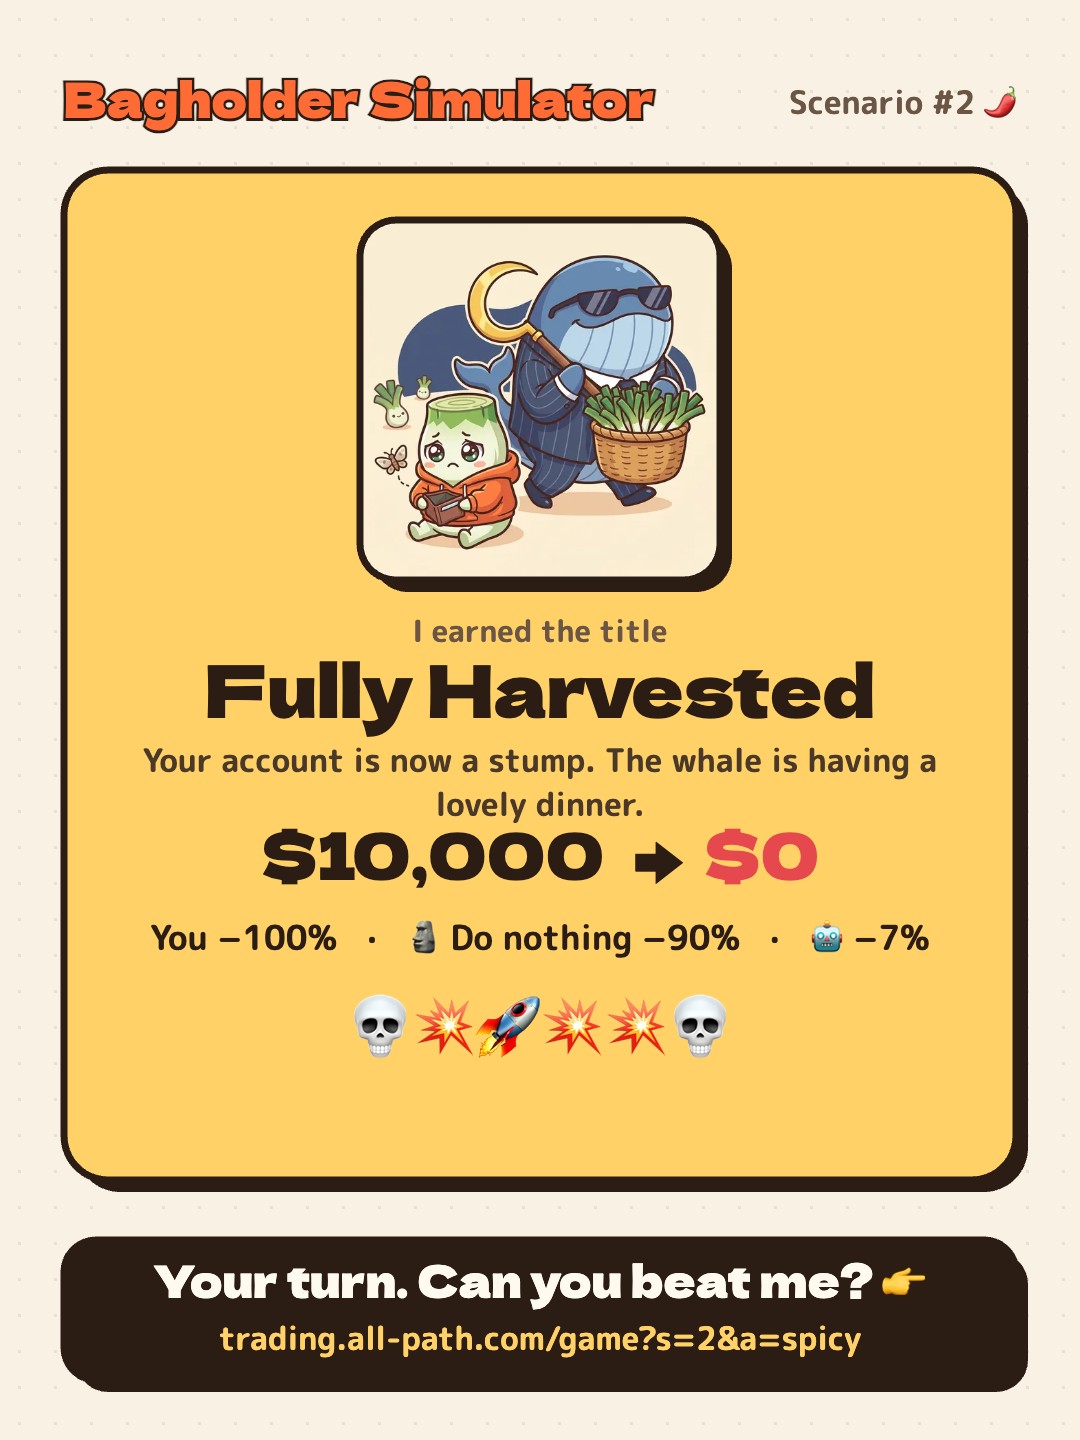 Bagholder Simulator
Scenario #2 🌶️
I earned the title
Fully Harvested
Your account is now a stump. The whale is having a
lovely dinner.
$10,000 ➡ $0
You −100% · 🗿 Do nothing −90% · 🤖 −7%
💀💥🚀💥💥💀
Your turn. Can you beat me? 👉
trading.all-path.com/game?s=2&a=spicy